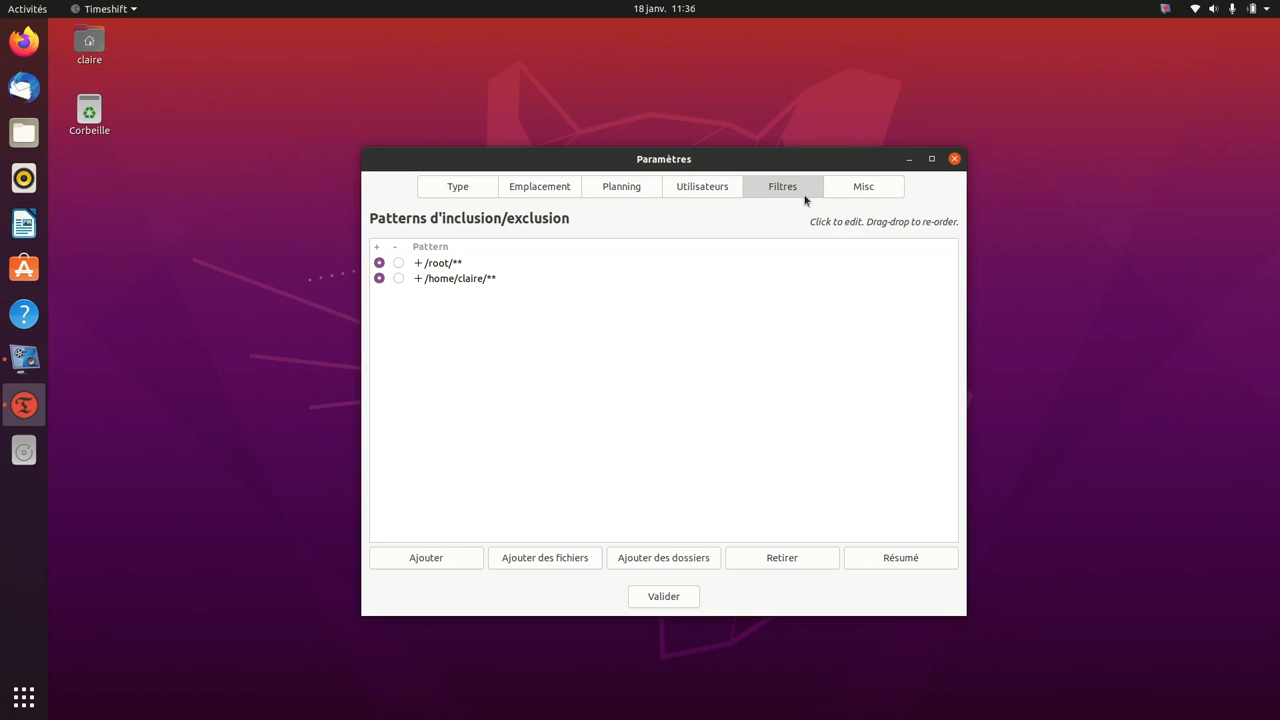 Activités Timeshift 18 janv. 11:36
claire
Corbeille
Paramètres
Type Emplacement Planning Utilisateurs Filtres Misc
Patterns d'inclusion/exclusion Click to edit. Drag-drop to re-order.
+ - Pattern
+ /root/**
+ /home/claire/**
Ajouter Ajouter des fichiers Ajouter des dossiers Retirer Résumé
Valider